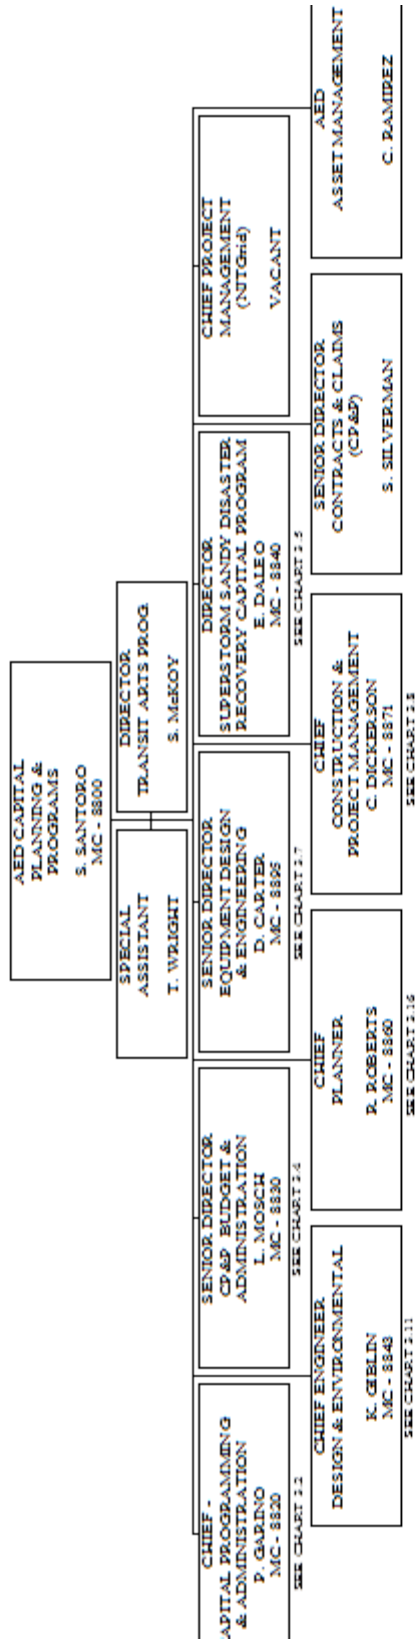 AED CAPITAL
PLANNING &
PROGRAMS
S. SANTORO
MC - 8800
SPECIAL
ASSISTANT
T. WRIGHT
DIRECTOR
TRANSIT ARTS PROG.
S. McKOY
CHIEF -
APITAL PROGRAMMING
& ADMINISTRATION
P. GARINO
MC - 8820
SEE CHART 2.2
SENIOR DIRECTOR
CP&P BUDGET &
ADMINISTRATION
L. MOSCH
MC - 8830
SEE CHART 2.4
SENIOR DIRECTOR
EQUIPMENT DESIGN
& ENGINEERING
D. CARTER
MC - 8895
SEE CHART 2.7
DIRECTOR
SUPERSTORM SANDY DISASTER
RECOVERY CAPITAL PROGRAM
E. DALEO
MC - 8840
SEE CHART 2.5
CHIEF PROJECT
MANAGEMENT
(NJTGrid)
VACANT
CHIEF ENGINEER
DESIGN & ENVIRONMENTAL
K. GIBLIN
MC - 8843
SEE CHART 2.11
CHIEF
PLANNER
R. ROBERTS
MC - 8860
SEE CHART 2.16
CHIEF
CONSTRUCTION &
PROJECT MANAGEMENT
C. DICKERSON
MC - 8871
SEE CHART 2.8
SENIOR DIRECTOR
CONTRACTS & CLAIMS
(CP&P)
S. SILVERMAN
AED
ASSET MANAGEMENT
C. RAMIREZ